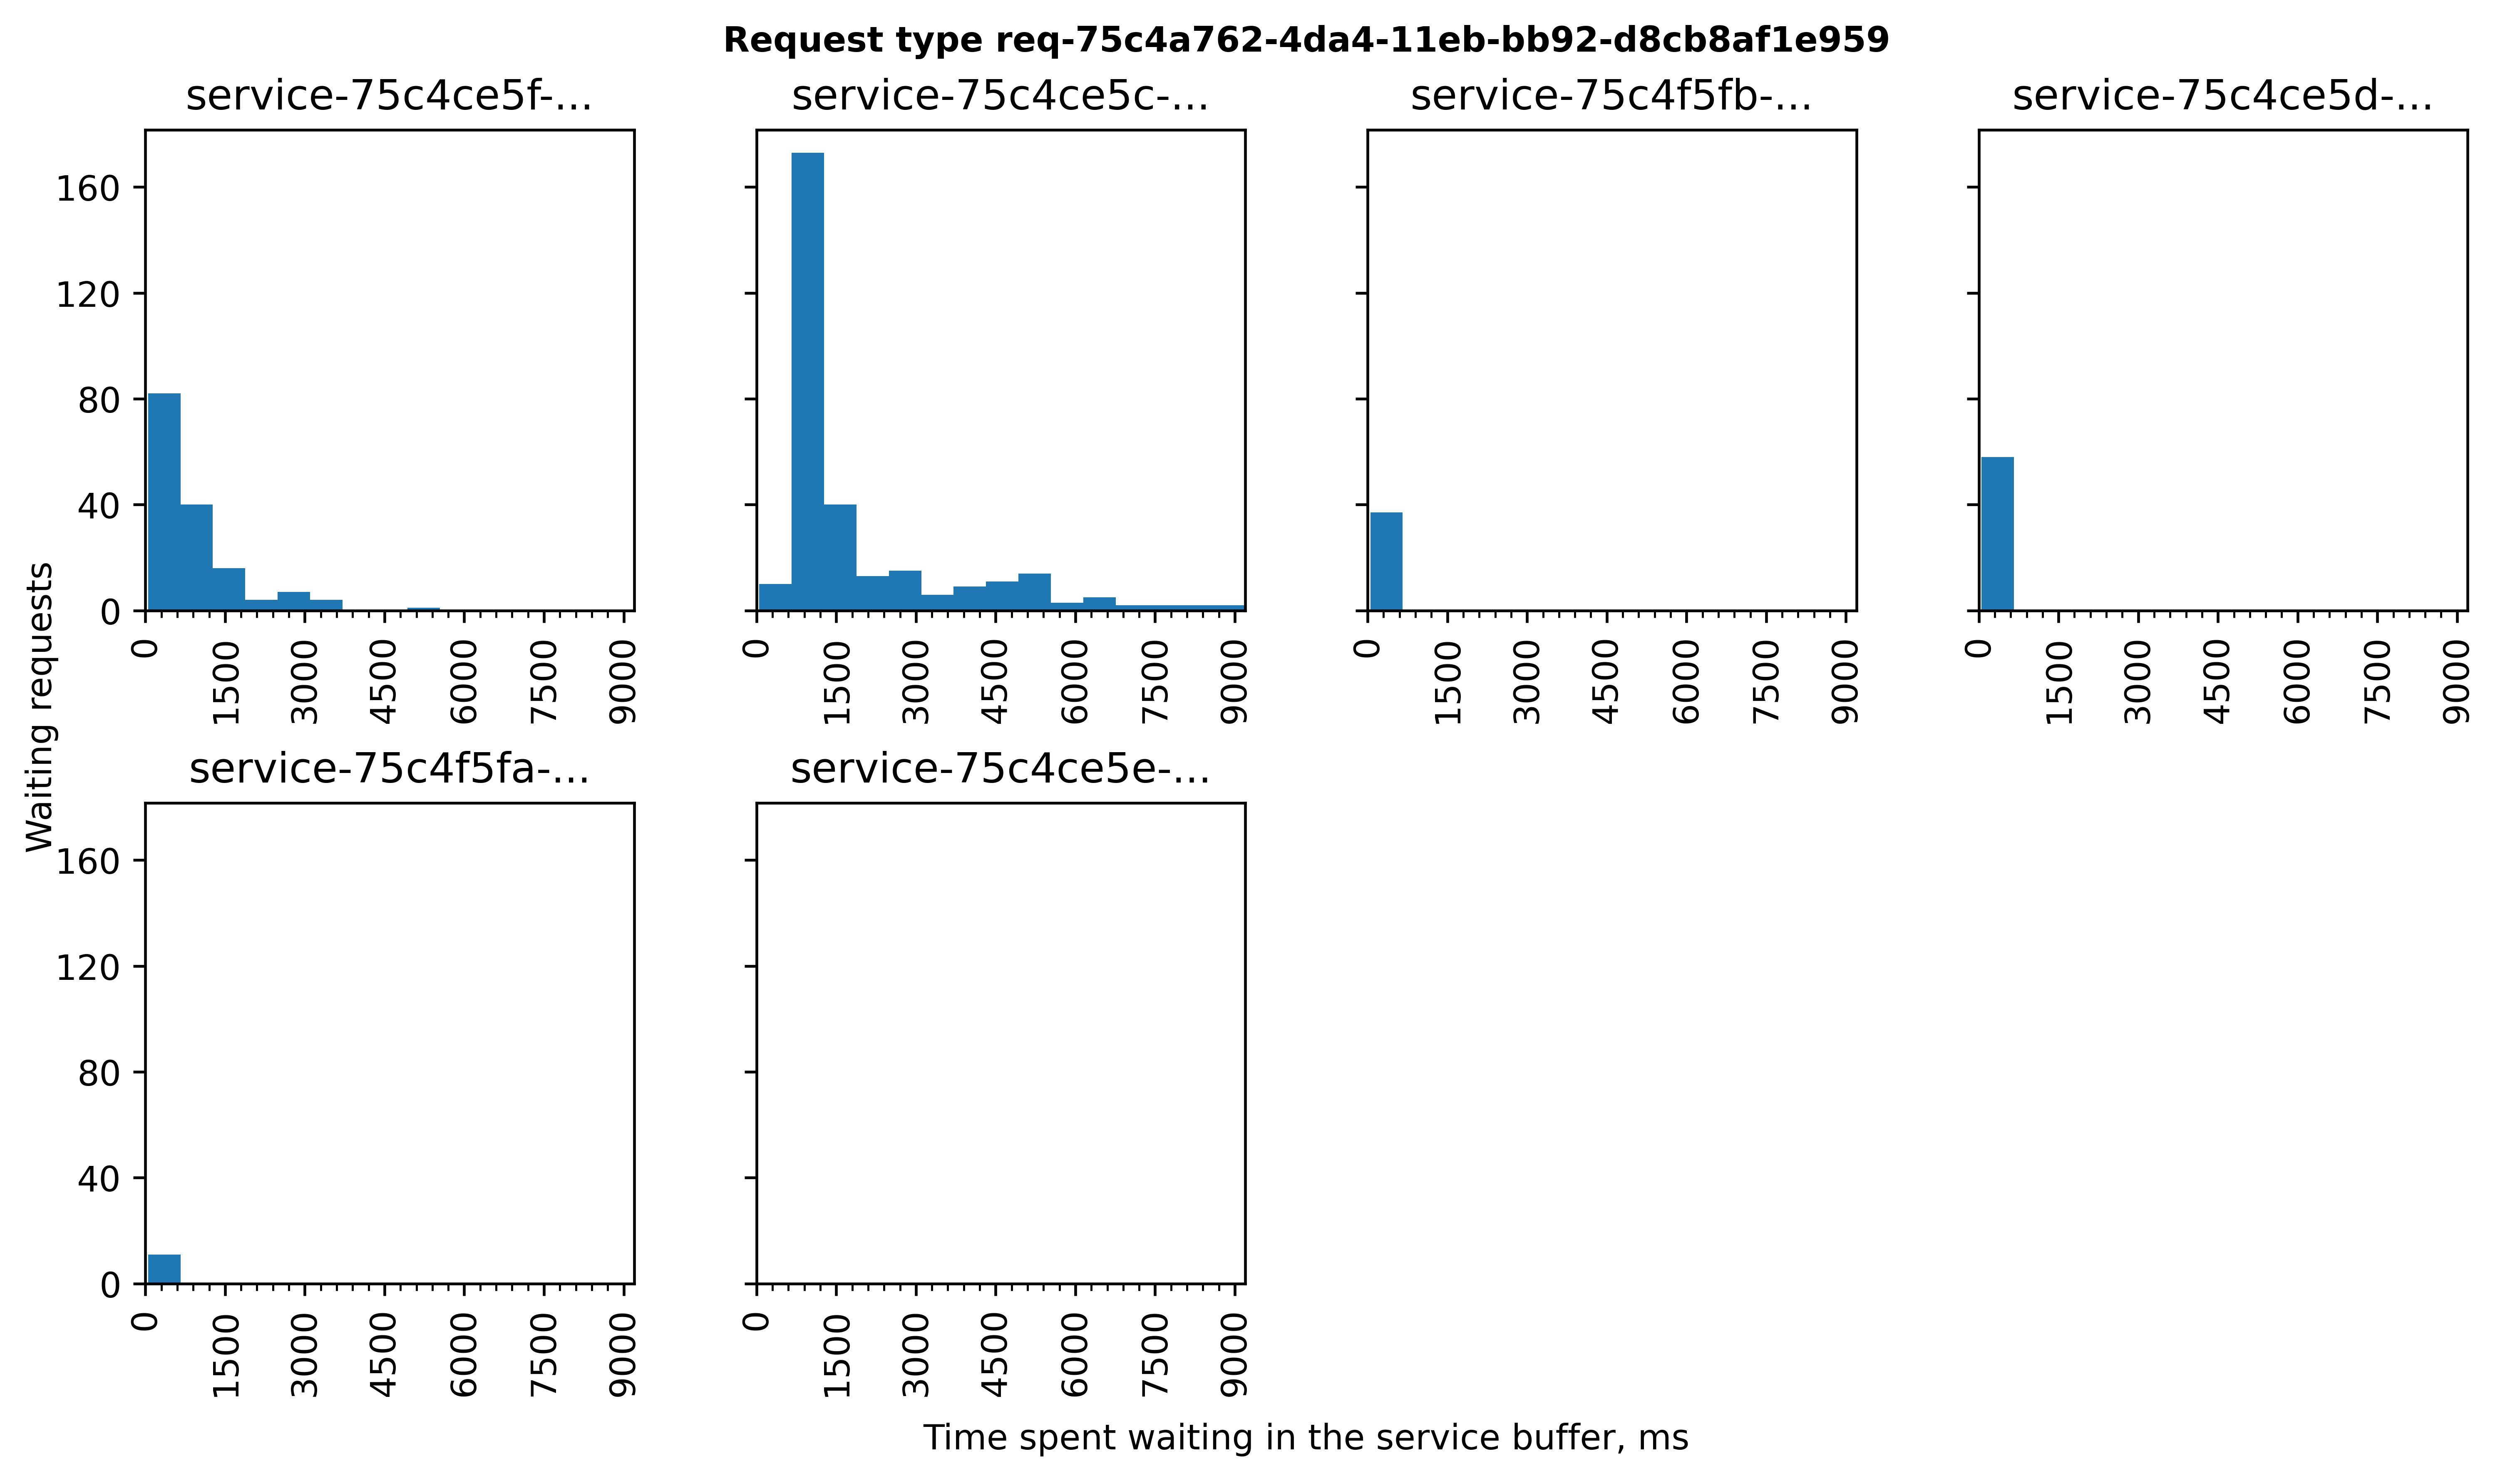 Request type req-75c4a762-4da4-11eb-bb92-d8cb8af1e959
service-75c4ce5f-...
service-75c4ce5c-...
service-75c4f5fb-...
service-75c4ce5d-...
160
120
80
40
0
0 1500 3000 4500 6000 7500 9000
0 1500 3000 4500 6000 7500 9000
0 1500 3000 4500 6000 7500 9000
0 1500 3000 4500 6000 7500 9000
Waiting requests
service-75c4f5fa-...
service-75c4ce5e-...
160
120
80
40
0
0 1500 3000 4500 6000 7500 9000
0 1500 3000 4500 6000 7500 9000
Time spent waiting in the service buffer, ms